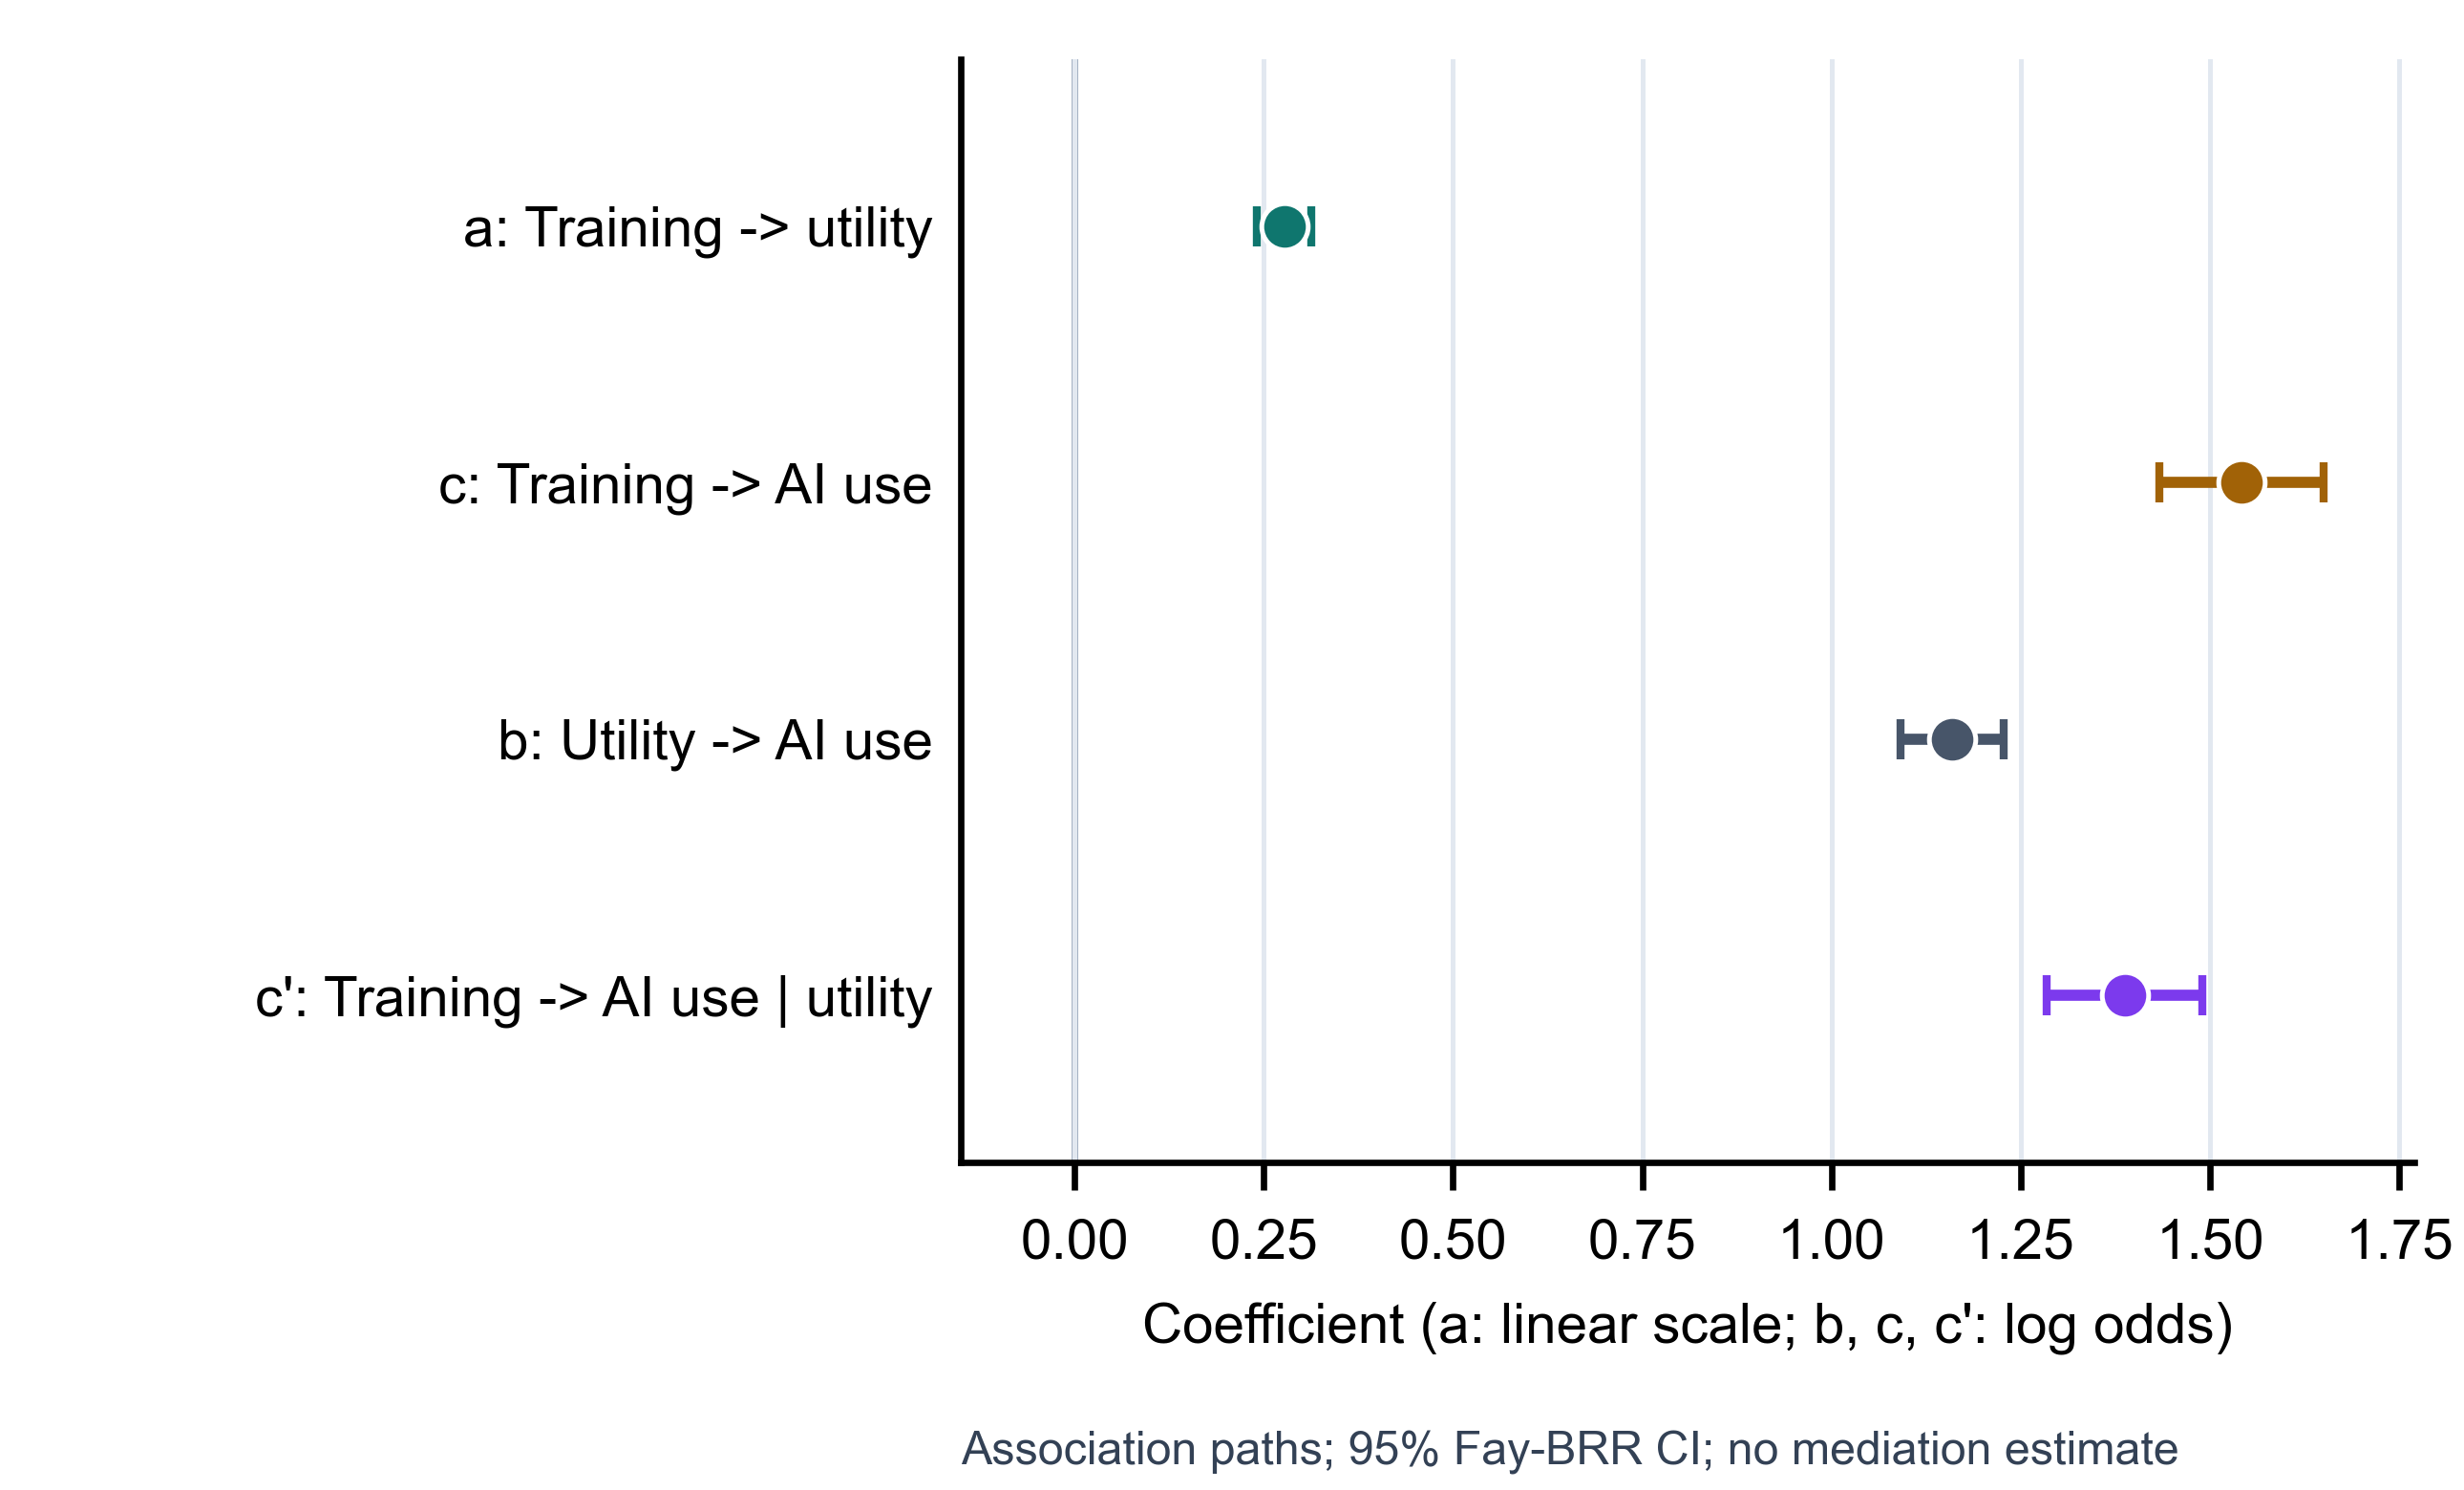 a: Training -> utility
c: Training -> AI use
b: Utility -> AI use
c': Training -> AI use | utility
0.00 0.25 0.50 0.75 1.00 1.25 1.50 1.75
Coefficient (a: linear scale; b, c, c': log odds)
Association paths; 95% Fay-BRR CI; no mediation estimate